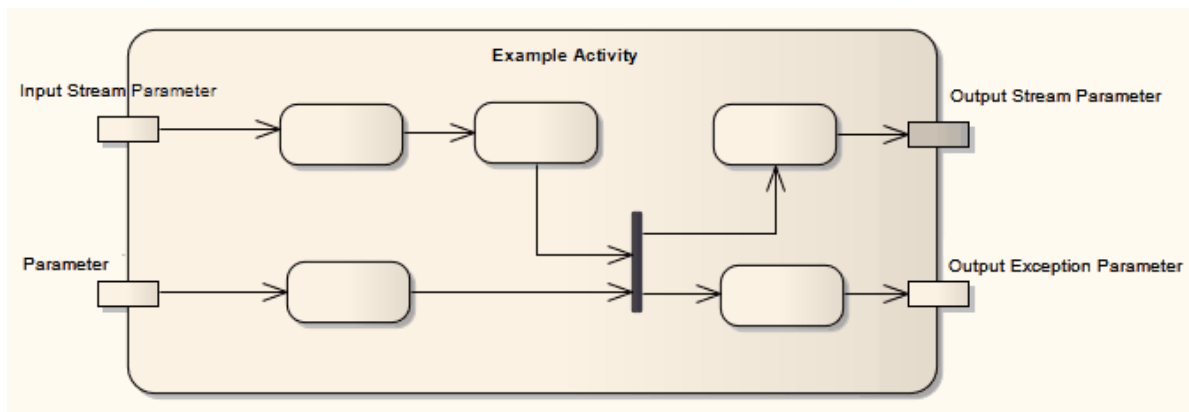 Example Activity
Input Stream Parameter
Output Stream Parameter
Parameter
Output Exception Parameter